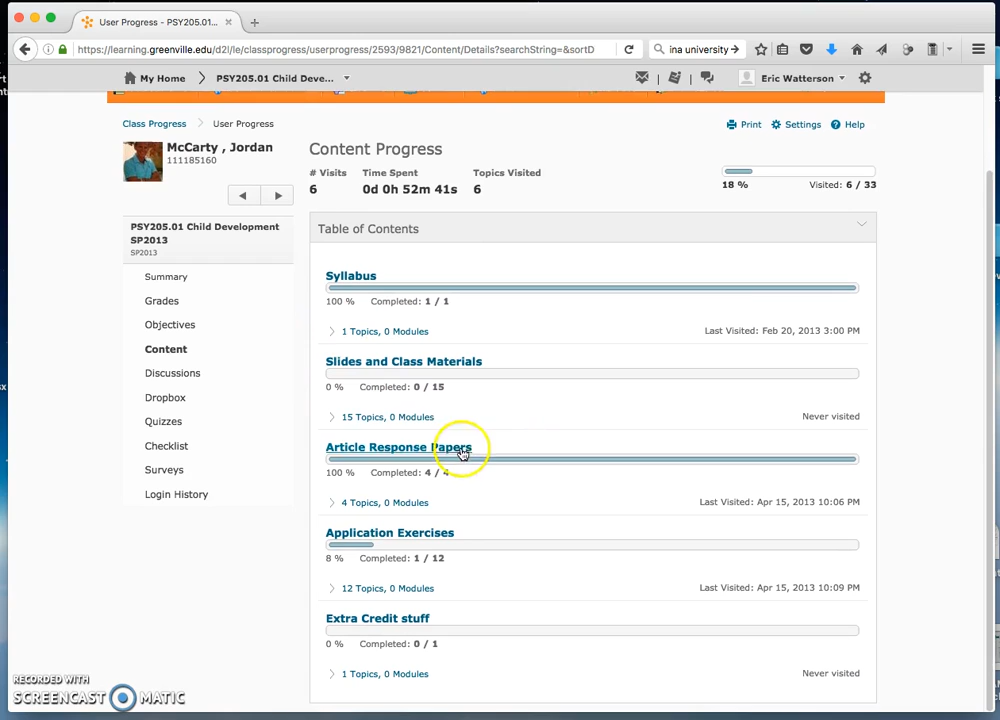 User Progress - PSY205.01...
https://learning.greenville.edu/d2l/le/classprogress/userprogress/2593/9821/Content/Details?searchString=&sortD
ina university
My Home
PSY205.01 Child Deve...
Eric Watterson
Class Progress
User Progress
Print
Settings
Help
McCarty , Jordan
111185160
Content Progress
# Visits
6
Time Spent
0d 0h 52m 41s
Topics Visited
6
18 %
Visited: 6 / 33
PSY205.01 Child Development
SP2013
SP2013
Summary
Grades
Objectives
Content
Discussions
Dropbox
Quizzes
Checklist
Surveys
Login History
Table of Contents
Syllabus
100 % Completed: 1 / 1
1 Topics, 0 Modules
Last Visited: Feb 20, 2013 3:00 PM
Slides and Class Materials
0 % Completed: 0 / 15
15 Topics, 0 Modules
Never visited
Article Response Papers
100 % Completed: 4 / 4
4 Topics, 0 Modules
Last Visited: Apr 15, 2013 10:06 PM
Application Exercises
8 % Completed: 1 / 12
12 Topics, 0 Modules
Last Visited: Apr 15, 2013 10:09 PM
Extra Credit stuff
0 % Completed: 0 / 1
1 Topics, 0 Modules
Never visited
RECORDED WITH
SCREENCAST MATIC